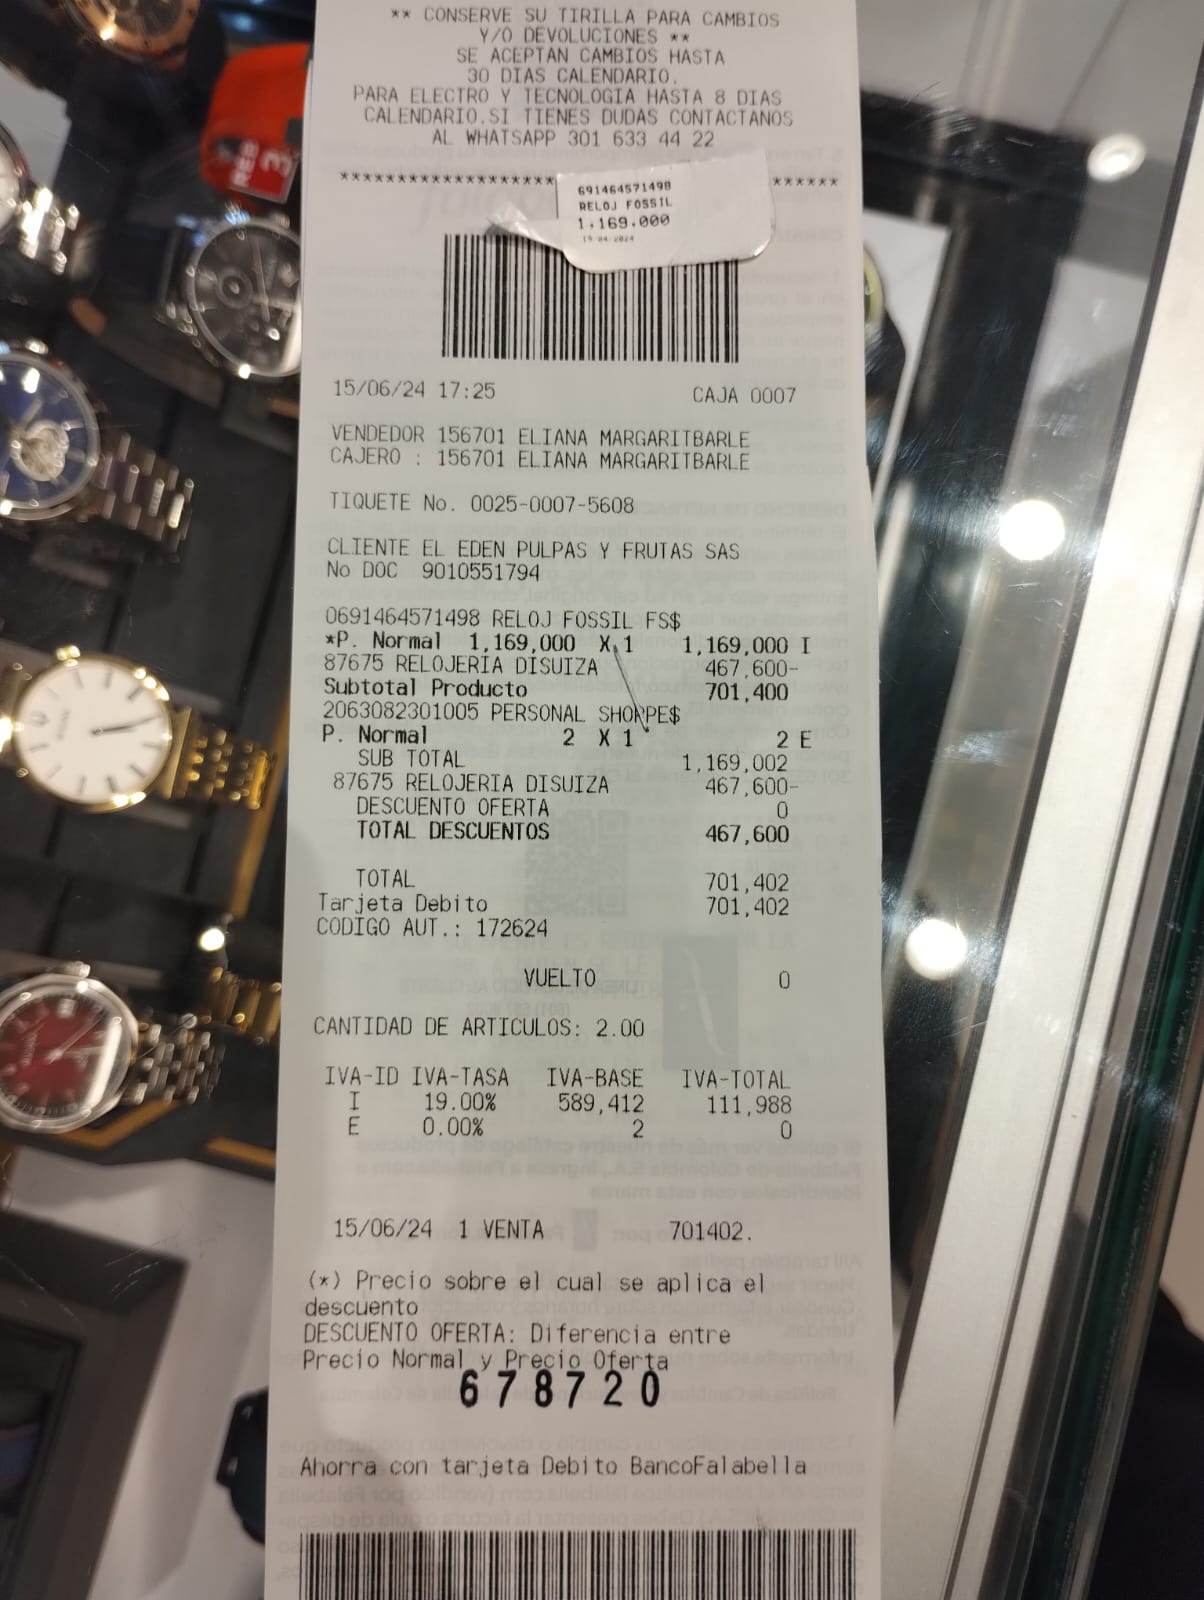 ** CONSERVE SU TIRILLA PARA CAMBIOS
Y/O DEVOLUCIONES **
SE ACEPTAN CAMBIOS HASTA
30 DIAS CALENDARIO.
PARA ELECTRO Y TECNOLOGIA HASTA 8 DIAS
CALENDARIO.SI TIENES DUDAS CONTACTANOS
AL WHATSAPP 301 633 44 22
691464571498
RELOJ FOSSIL
1,169.000
15/06/24 17:25 CAJA 0007
VENDEDOR 156701 ELIANA MARGARITBARLE
CAJERO : 156701 ELIANA MARGARITBARLE
TIQUETE No. 0025-0007-5608
CLIENTE EL EDEN PULPAS Y FRUTAS SAS
No DOC 9010551794
0691464571498 RELOJ FOSSIL FS$
*P. Normal 1,169,000 X 1 1,169,000 I
87675 RELOJERIA DISUIZA 467,600-
Subtotal Producto 701,400
2063082301005 PERSONAL SHOPPE$
P. Normal 2 X 1 2 E
SUB TOTAL 1,169,002
87675 RELOJERIA DISUIZA 467,600-
DESCUENTO OFERTA 0
TOTAL DESCUENTOS 467,600
TOTAL 701,402
Tarjeta Debito 701,402
CODIGO AUT.: 172624
VUELTO 0
CANTIDAD DE ARTICULOS: 2.00
IVA-ID IVA-TASA IVA-BASE IVA-TOTAL
I 19.00% 589,412 111,988
E 0.00% 2 0
15/06/24 1 VENTA 701402.
(*) Precio sobre el cual se aplica el
descuento
DESCUENTO OFERTA: Diferencia entre
Precio Normal y Precio Oferta
678720
Ahorra con tarjeta Debito BancoFalabella